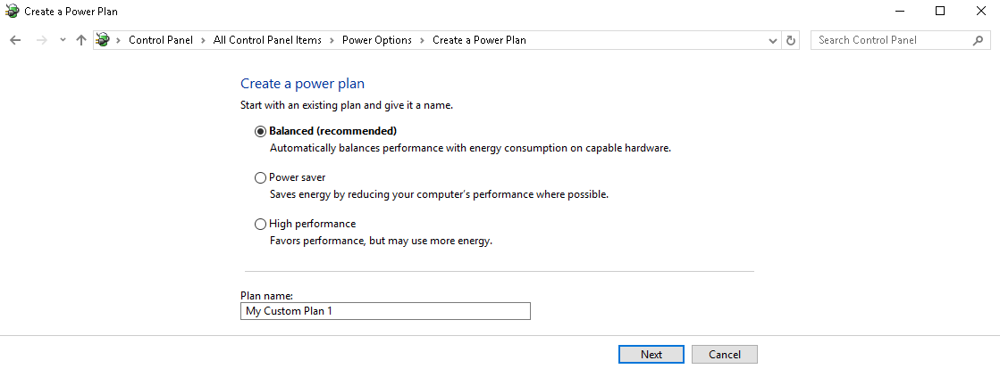 Create a Power Plan
Control Panel > All Control Panel Items > Power Options > Create a Power Plan
Search Control Panel
Create a power plan
Start with an existing plan and give it a name.
Balanced (recommended)
Automatically balances performance with energy consumption on capable hardware.
Power saver
Saves energy by reducing your computer's performance where possible.
High performance
Favors performance, but may use more energy.
Plan name:
My Custom Plan 1
Next
Cancel